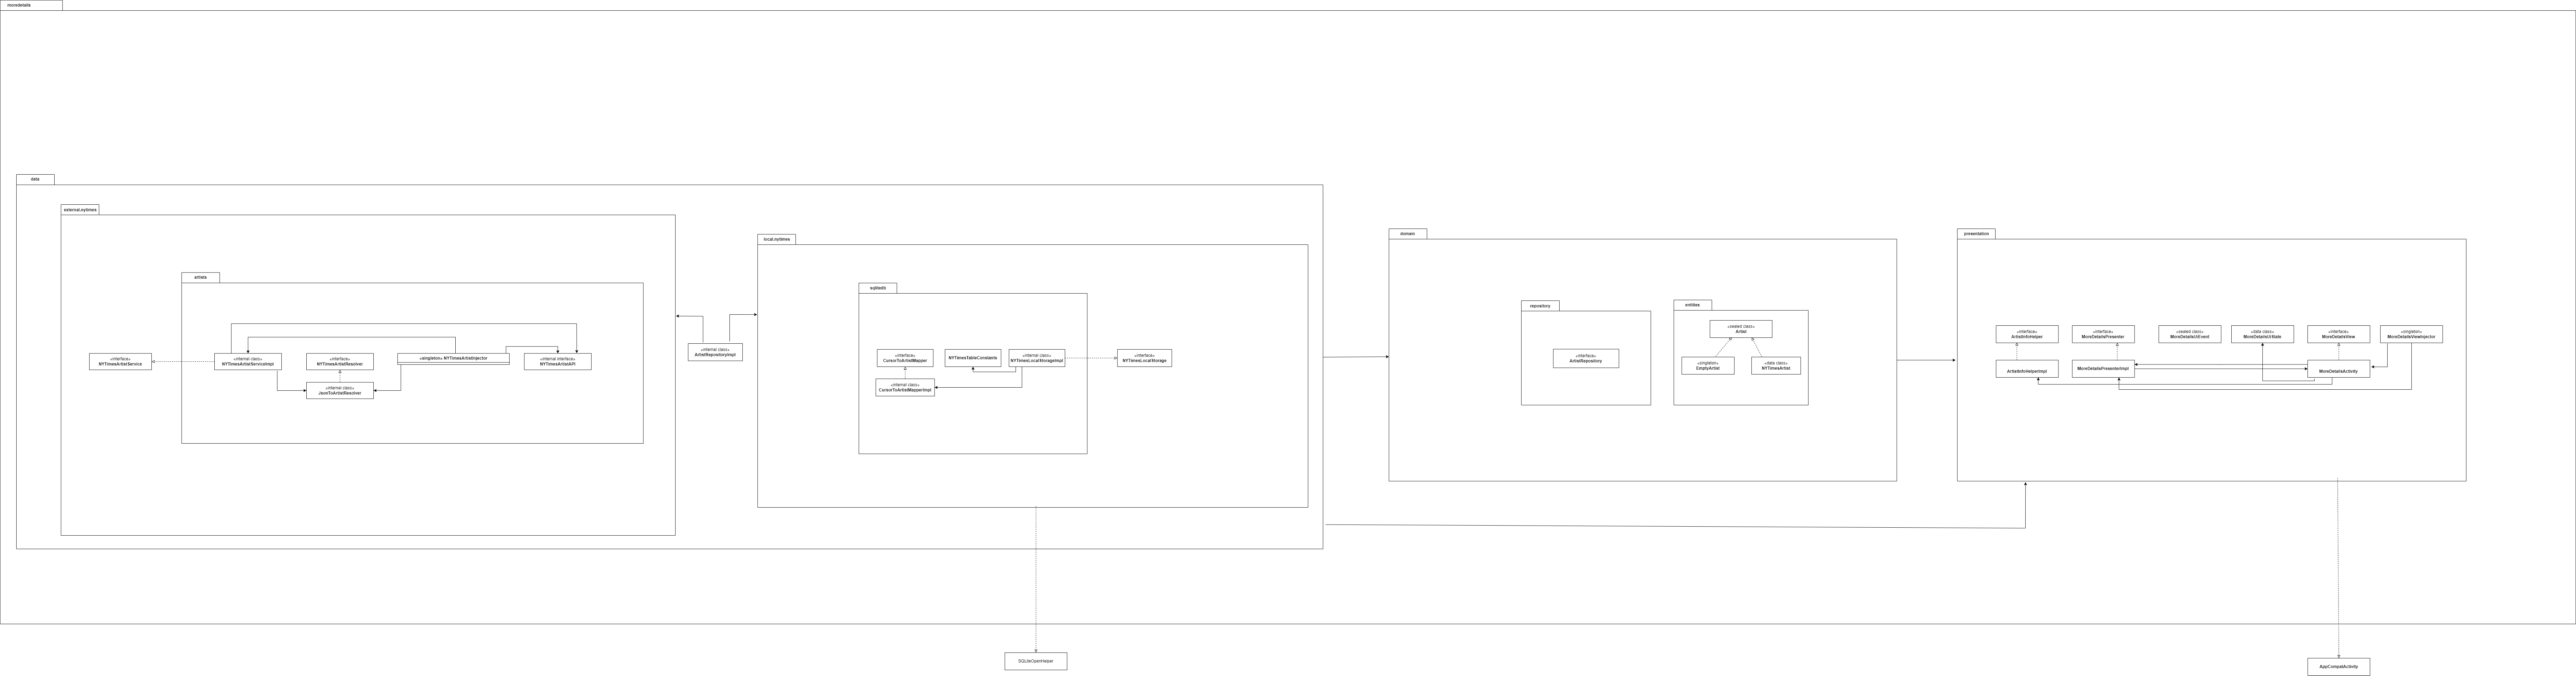 moredetails
data
external.nytimes
artists
«interface»
NYTimesArtistService
«internal class»
NYTimesArtistServiceImpl
«interface»
NYTimesArtistResolver
«singleton» NYTimesArtistInjector
«internal interface»
NYTimesArtistAPI
«internal class»
JsonToArtistResolver
«internal class»
ArtistRepositoryImpl
local.nytimes
sqlitedb
«interface»
CursorToArtistMapper
NYTimesTableConstants
«internal class»
NYTimesLocalStorageImpl
«interface»
NYTimesLocalStorage
«internal class»
CursorToArtistMapperImpl
domain
repository
«interface»
ArtistRepository
entities
«sealed class»
Artist
«singleton»
EmptyArtist
«data class»
NYTimesArtist
presentation
«interface»
ArtistInfoHelper
«interface»
MoreDetailsPresenter
«sealed class»
MoreDetailsUiEvent
«data class»
MoreDetailsUiState
«interface»
MoreDetailsView
«singleton»
MoreDetailsViewInjector
ArtistInfoHelperImpl
MoreDetailsPresenterImpl
MoreDetailsActivity
SQLiteOpenHelper
AppCompatActivity